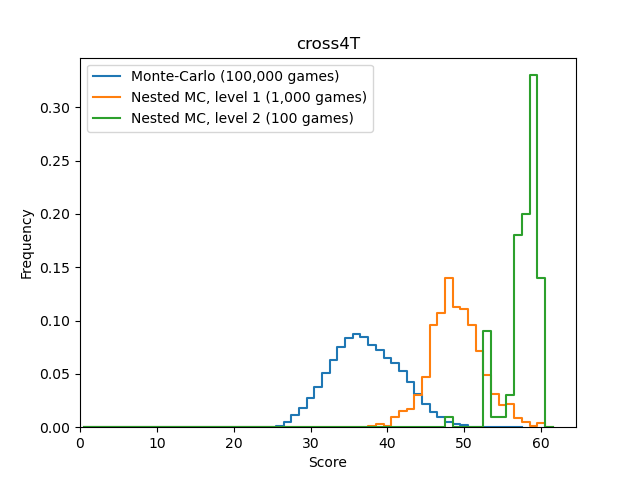 cross4T
Monte-Carlo (100,000 games)
Nested MC, level 1 (1,000 games)
Nested MC, level 2 (100 games)
Frequency
0.30
0.25
0.20
0.15
0.10
0.05
0.00
0 10 20 30 40 50 60
Score